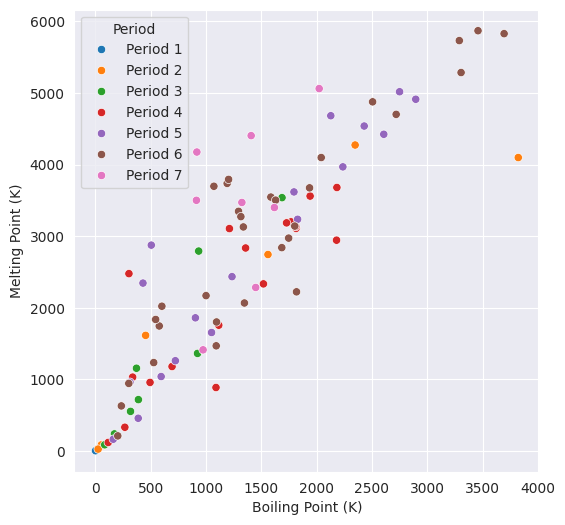 Period
Period 1
Period 2
Period 3
Period 4
Period 5
Period 6
Period 7
6000
5000
4000
3000
2000
1000
0
Melting Point (K)
0 500 1000 1500 2000 2500 3000 3500 4000
Boiling Point (K)